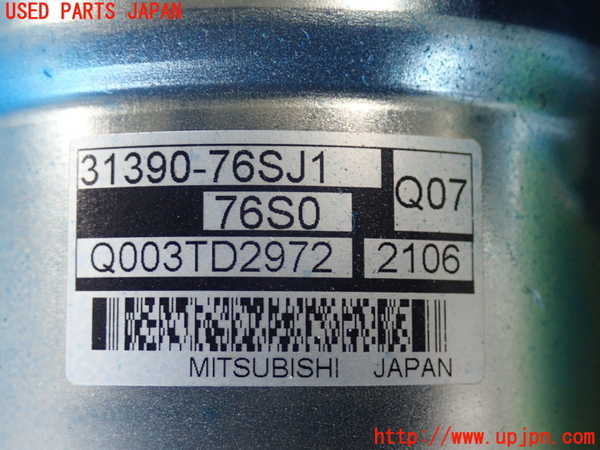 USED PARTS JAPAN
31390-76SJ1
Q07
76S0
Q003TD2972 2106
MITSUBISHI JAPAN
http://www.upjpn.com/